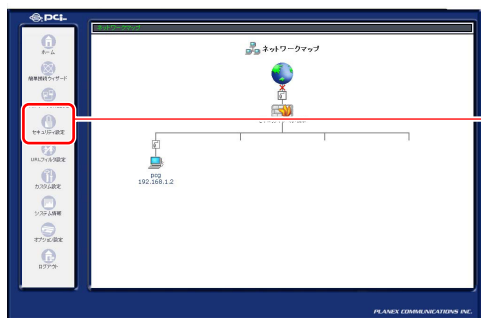 PCI
ネットワークマップ
ネットワークマップ
ホーム
簡単接続ウィザード
セキュリティ設定
URLフィルタ設定
カスタム設定
システム情報
オプション設定
ログアウト
pcg
192.168.1.2
PLANEX COMMUNICATIONS INC.